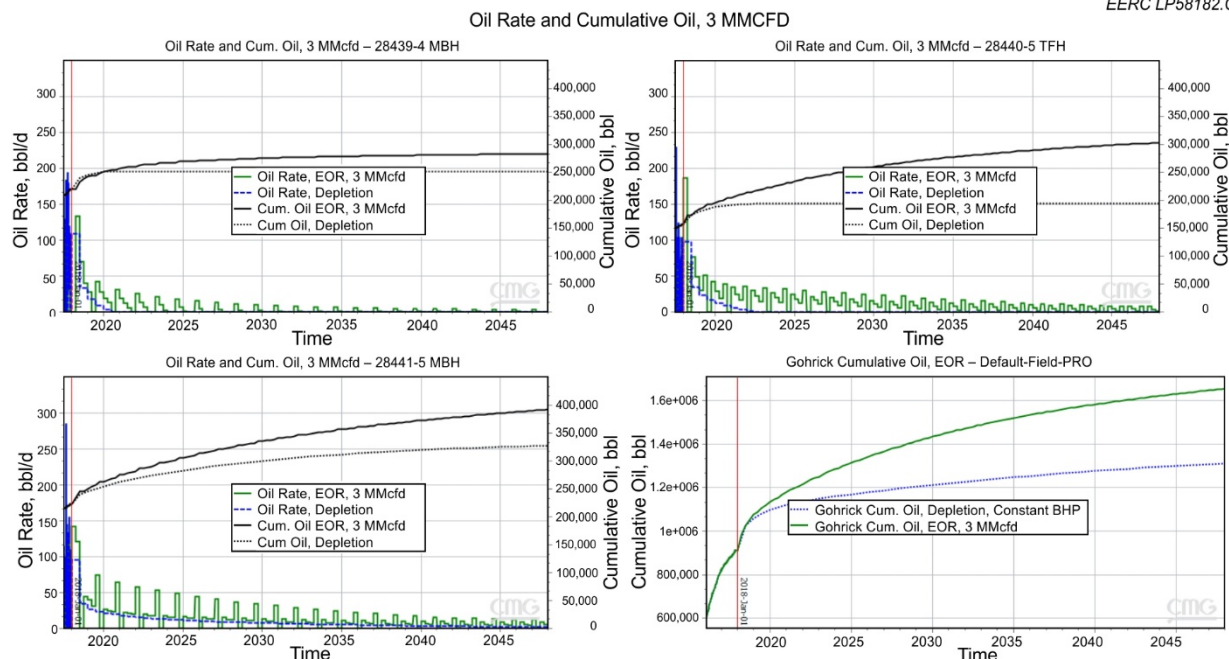 EERC LP58182.C
Oil Rate and Cumulative Oil, 3 MMCFD
Oil Rate and Cum. Oil, 3 MMcfd – 28439-4 MBH
Oil Rate, bbl/d
300
250
200
150
100
50
0
400,000
350,000
300,000
250,000
200,000
150,000
100,000
50,000
0
Cumulative Oil, bbl
Oil Rate, EOR, 3 MMcfd
Oil Rate, Depletion
Cum. Oil EOR, 3 MMcfd
Cum Oil, Depletion
2018-Jan-01
CMG
2020 2025 2030 2035 2040 2045
Time
Oil Rate and Cum. Oil, 3 MMcfd – 28440-5 TFH
Oil Rate, bbl/d
300
250
200
150
100
50
0
400,000
350,000
300,000
250,000
200,000
150,000
100,000
50,000
0
Cumulative Oil, bbl
Oil Rate, EOR, 3 MMcfd
Oil Rate, Depletion
Cum. Oil EOR, 3 MMcfd
Cum Oil, Depletion
CMG
2020 2025 2030 2035 2040 2045
Time
Oil Rate and Cum. Oil, 3 MMcfd – 28441-5 MBH
Oil Rate, bbl/d
300
250
200
150
100
50
0
400,000
350,000
300,000
250,000
200,000
150,000
100,000
50,000
0
Cumulative Oil, bbl
Oil Rate, EOR, 3 MMcfd
Oil Rate, Depletion
Cum. Oil EOR, 3 MMcfd
Cum Oil, Depletion
2018-Jan-01
CMG
2020 2025 2030 2035 2040 2045
Time
Gohrick Cumulative Oil, EOR – Default-Field-PRO
Cumulative Oil, bbl
1.6e+006
1.4e+006
1.2e+006
1e+006
800,000
600,000
Gohrick Cum. Oil, Depletion, Constant BHP
Gohrick Cum. Oil, EOR, 3 MMcfd
2018-Jan-01
CMG
2020 2025 2030 2035 2040 2045
Time